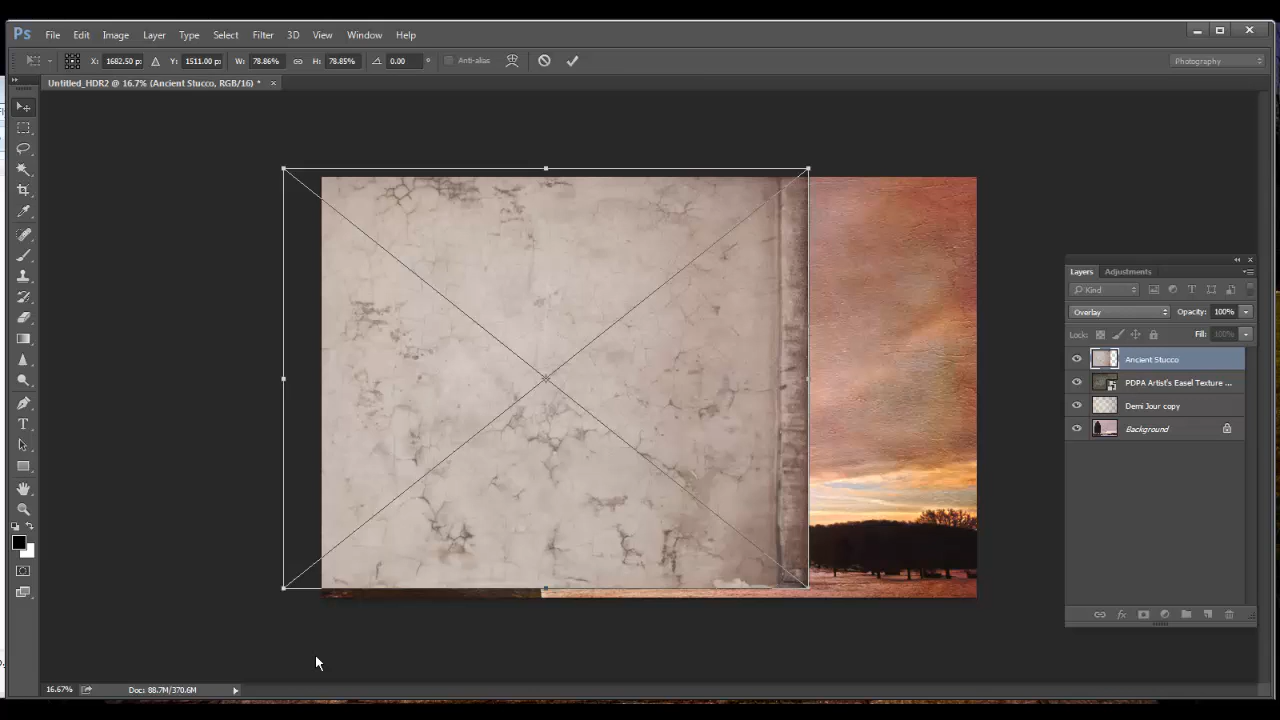 Ps File Edit Image Layer Type Select Filter 3D View Window Help
X: 1682.50 p: Y: 1511.00 p: W: 78.86% H: 78.85% 0.00 ° Anti-alias Photography
Untitled_HDR2 @ 16.7% (Ancient Stucco, RGB/16) * ×
Layers Adjustments
Kind
Overlay Opacity: 100%
Lock: Fill: 100%
Ancient Stucco
PDPA Artist's Easel Texture ...
Demi Jour copy
Background
16.67% Doc: 88.7M/370.6M